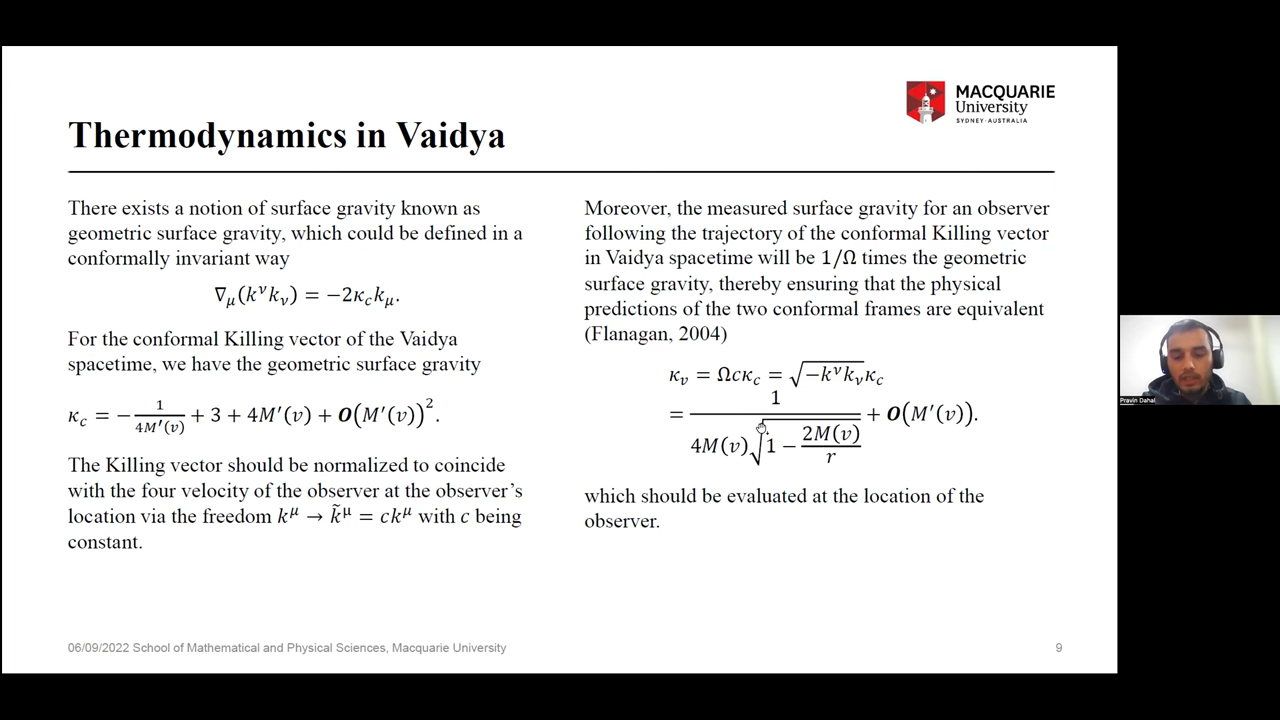 MACQUARIE
University
SYDNEY·AUSTRALIA
Thermodynamics in Vaidya
There exists a notion of surface gravity known as
geometric surface gravity, which could be defined in a
conformally invariant way
∇_μ(k^ν k_ν) = −2κ_c k_μ.
For the conformal Killing vector of the Vaidya
spacetime, we have the geometric surface gravity
κ_c = − 1/(4M′(v)) + 3 + 4M′(v) + O(M′(v))^2.
The Killing vector should be normalized to coincide
with the four velocity of the observer at the observer's
location via the freedom k^μ → k̃^μ = ck^μ with c being
constant.
Moreover, the measured surface gravity for an observer
following the trajectory of the conformal Killing vector
in Vaidya spacetime will be 1/Ω times the geometric
surface gravity, thereby ensuring that the physical
predictions of the two conformal frames are equivalent
(Flanagan, 2004)
κ_v = Ωcκ_c = √(−k^ν k_ν) κ_c
= 1/(4M(v)√(1 − 2M(v)/r)) + O(M′(v)).
which should be evaluated at the location of the
observer.
Pravin Dahal
06/09/2022 School of Mathematical and Physical Sciences, Macquarie University
9